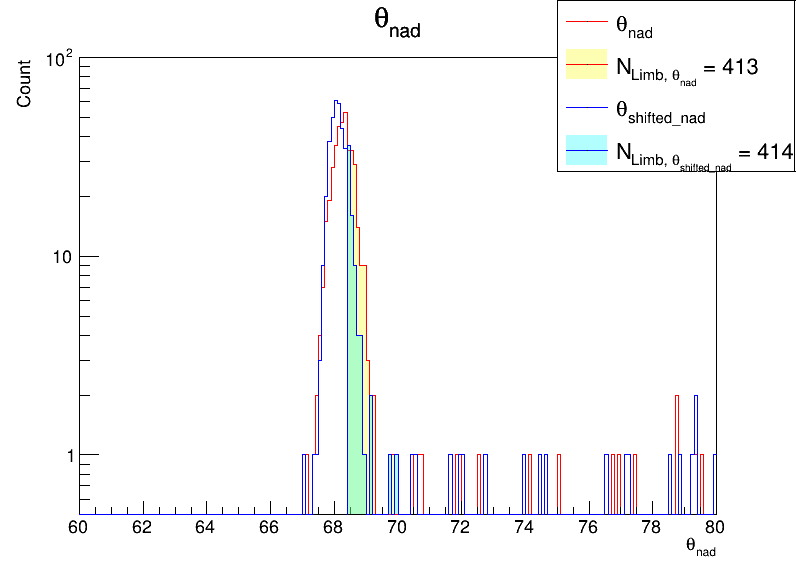 θnad
θnad
NLimb, θnad = 413
θshifted_nad
NLimb, θshifted_nad = 414
Count
10²
10
1
60 62 64 66 68 70 72 74 76 78 80
θnad